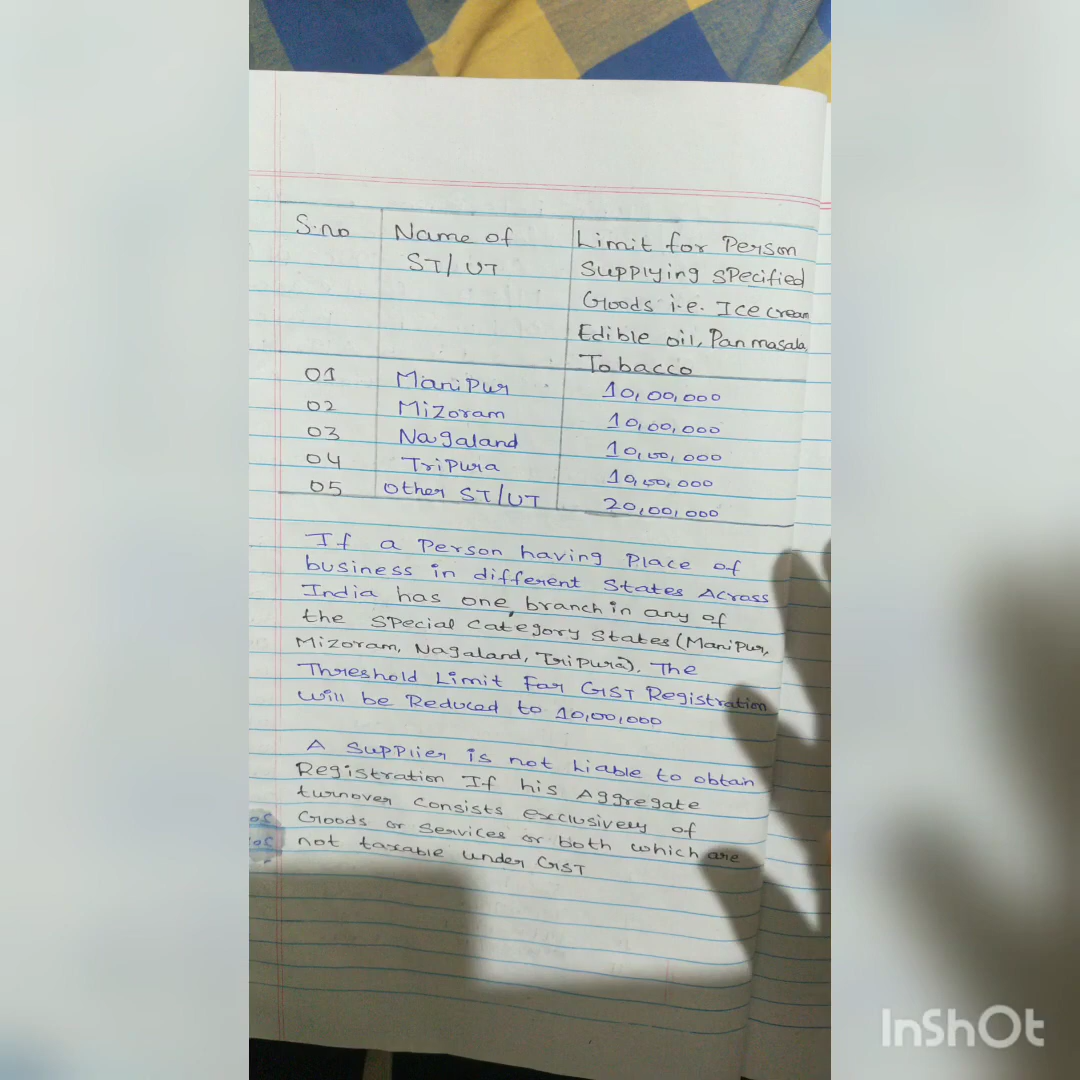 S.no Name of ST/UT Limit for Person Supplying specified Goods i.e. Ice cream Edible oil, Pan masala, Tobacco
01 Manipur 10,00,000
02 Mizoram 10,00,000
03 Nagaland 10,00,000
04 Tripura 10,00,000
05 Other ST/UT 20,00,000
If a Person having Place of
business in different States Across
India has one, branch in any of
the special category states (Manipur,
Mizoram, Nagaland, Tripura), The
Threshold Limit For GST Registration
will be Reduced to 10,00,000
A supplier is not Liable to obtain
Registration If his Aggregate
turnover consists exclusively of
Goods or services or both which are
not taxable under GST
InShOt